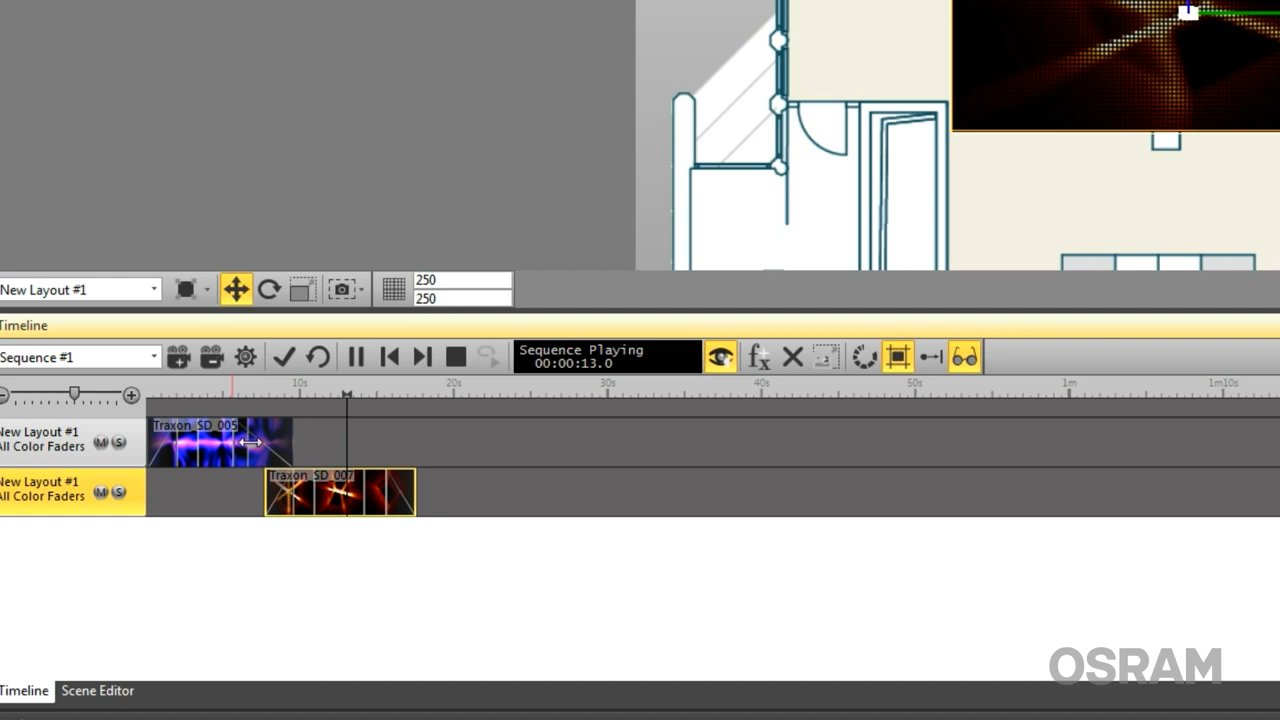 New Layout #1
250
250
Timeline
Sequence #1
Sequence Playing
00:00:13.0
fx
10s
20s
30s
40s
50s
1m
1m10s
New Layout #1
All Color Faders
M
S
Traxon_SD_005
New Layout #1
All Color Faders
M
S
Traxon_SD_007
OSRAM
Timeline
Scene Editor